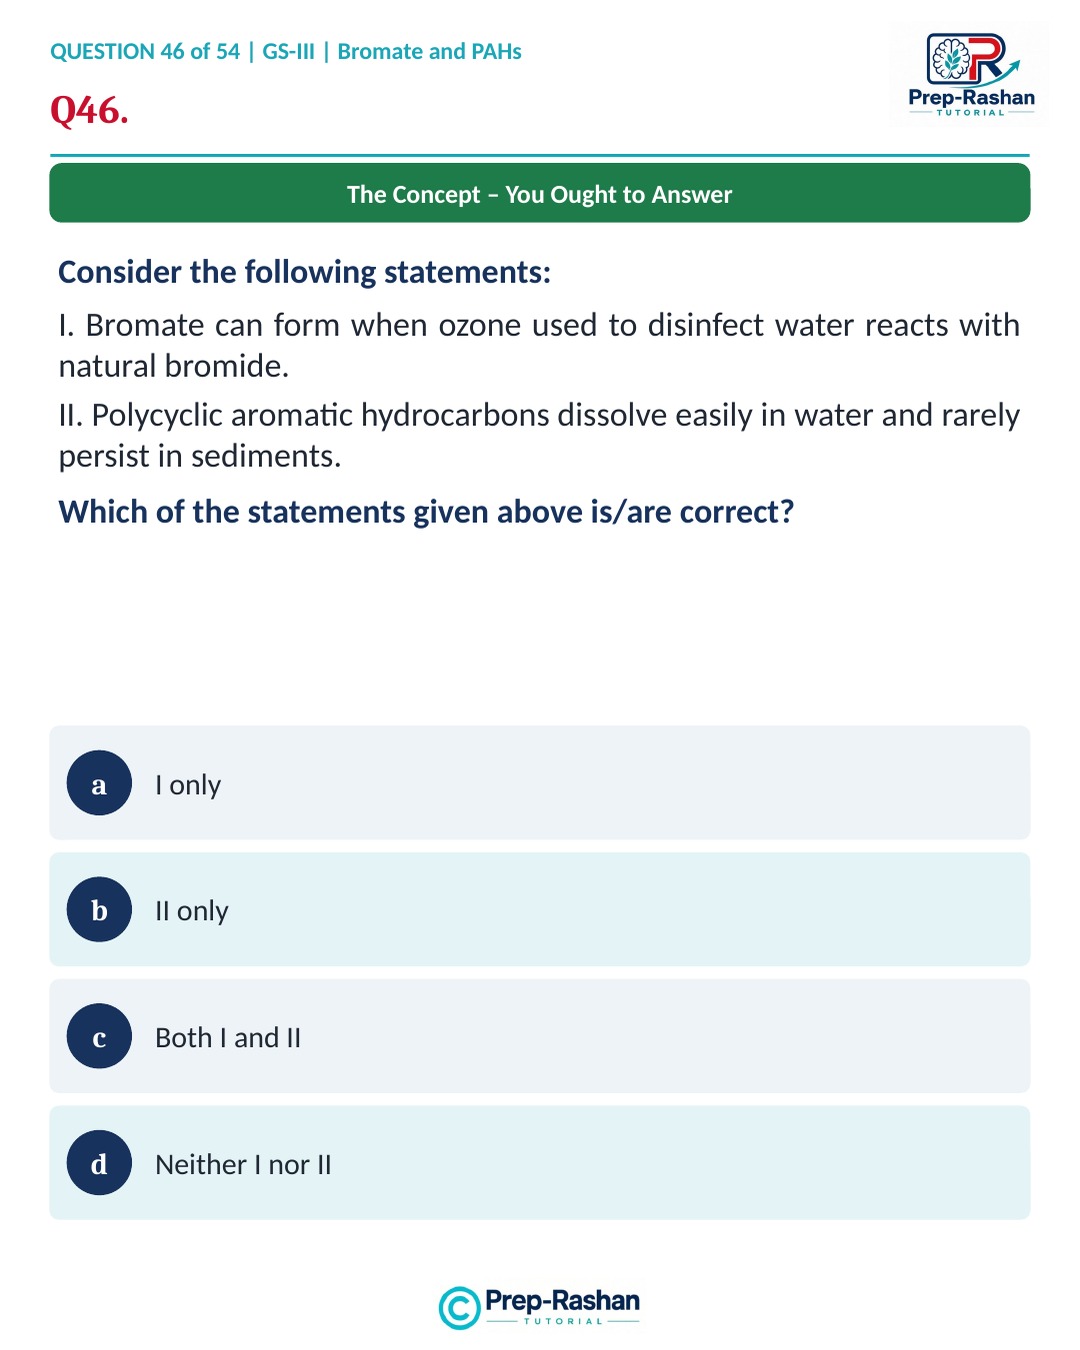 QUESTION 46 of 54 | GS-III | Bromate and PAHs
Q46.
R
Prep-Rashan
TUTORIAL
The Concept – You Ought to Answer
Consider the following statements:
I. Bromate can form when ozone used to disinfect water reacts with
natural bromide.
II. Polycyclic aromatic hydrocarbons dissolve easily in water and rarely
persist in sediments.
Which of the statements given above is/are correct?
a I only
b II only
c Both I and II
d Neither I nor II
© Prep-Rashan
TUTORIAL